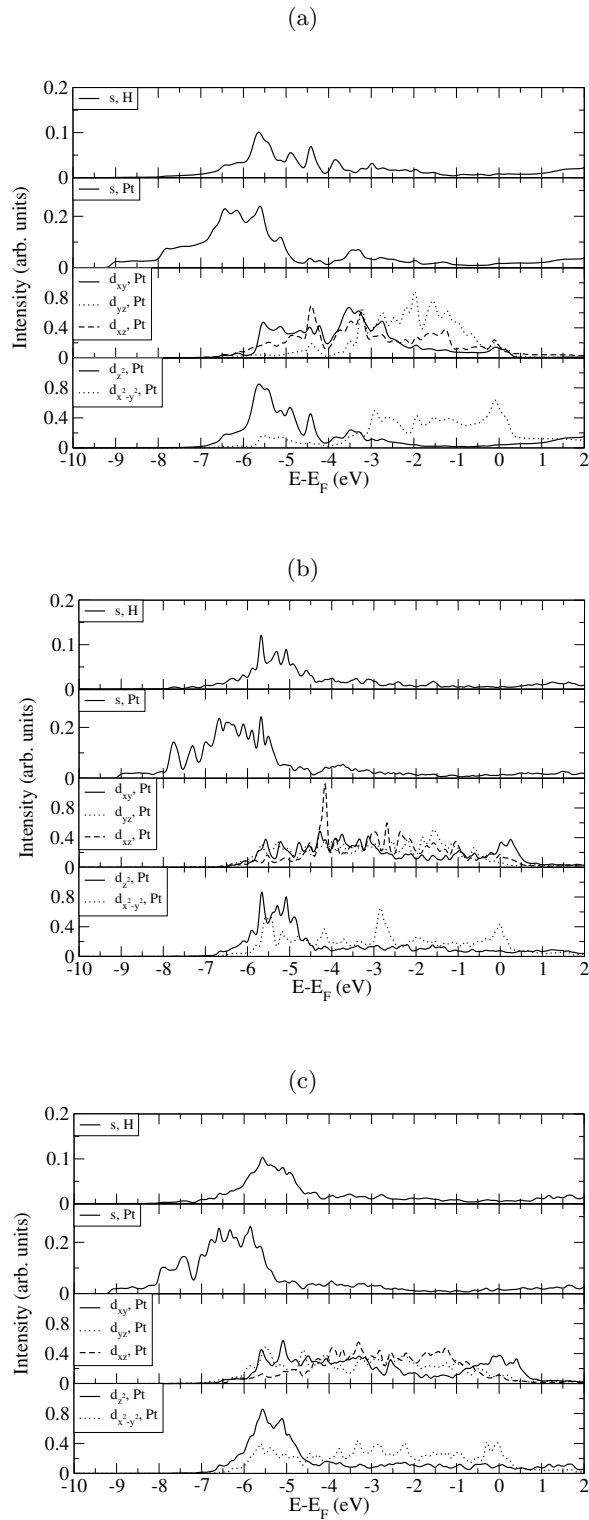 (a)
0.2
s, H
0.1
0
s, Pt
0.2
0
Intensity (arb. units)
d_xy, Pt
d_yz, Pt
d_xz, Pt
0.8
0.4
0
d_z², Pt
d_x²-y², Pt
0.8
0.4
0
-10 -9 -8 -7 -6 -5 -4 -3 -2 -1 0 1 2
E-E_F (eV)
(b)
0.2
s, H
0.1
0
s, Pt
0.2
0
Intensity (arb. units)
d_xy, Pt
d_yz, Pt
d_xz, Pt
0.8
0.4
0
d_z², Pt
d_x²-y², Pt
0.8
0.4
0
-10 -9 -8 -7 -6 -5 -4 -3 -2 -1 0 1 2
E-E_F (eV)
(c)
0.2
s, H
0.1
0
s, Pt
0.2
0
Intensity (arb. units)
d_xy, Pt
d_yz, Pt
d_xz, Pt
0.8
0.4
0
d_z², Pt
d_x²-y², Pt
0.8
0.4
0
-10 -9 -8 -7 -6 -5 -4 -3 -2 -1 0 1 2
E-E_F (eV)